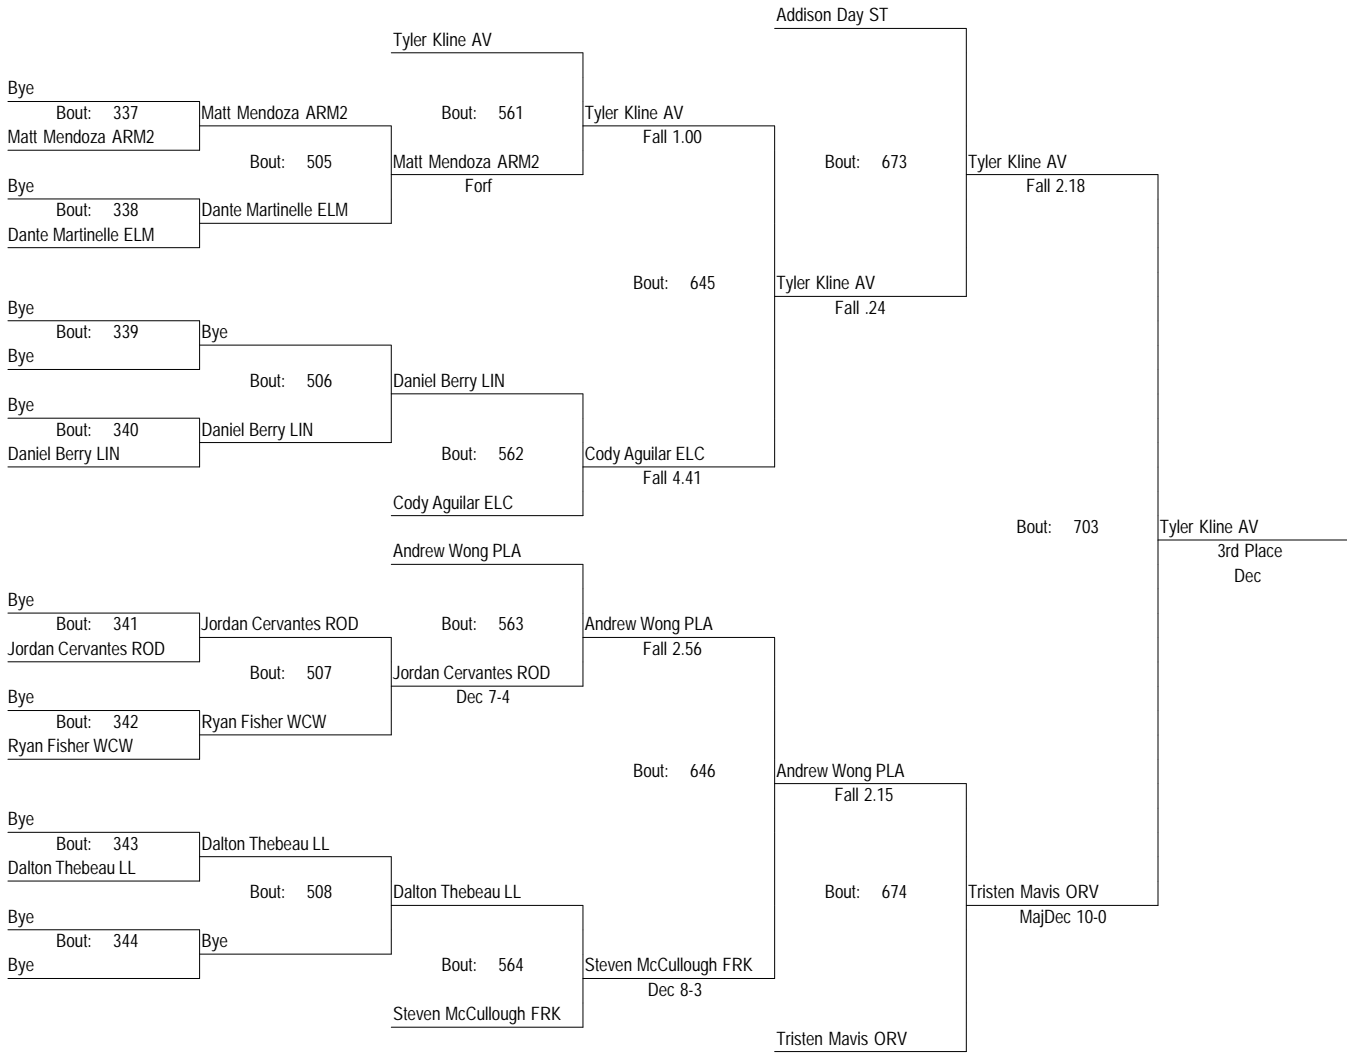 Addison Day ST
Tyler Kline AV
Bye
Bout: 337 Matt Mendoza ARM2 Bout: 561 Tyler Kline AV
Matt Mendoza ARM2 Fall 1.00
Bout: 505 Matt Mendoza ARM2 Bout: 673 Tyler Kline AV
Bye Forf Fall 2.18
Bout: 338 Dante Martinelle ELM
Dante Martinelle ELM
Bout: 645 Tyler Kline AV
Bye Fall .24
Bout: 339 Bye
Bye
Bout: 506 Daniel Berry LIN
Bye
Bout: 340 Daniel Berry LIN
Daniel Berry LIN Bout: 562 Cody Aguilar ELC
Fall 4.41
Cody Aguilar ELC
Bout: 703 Tyler Kline AV
Andrew Wong PLA 3rd Place
Dec
Bye
Bout: 341 Jordan Cervantes ROD Bout: 563 Andrew Wong PLA
Jordan Cervantes ROD Fall 2.56
Bout: 507 Jordan Cervantes ROD
Bye Dec 7-4
Bout: 342 Ryan Fisher WCW
Ryan Fisher WCW
Bout: 646 Andrew Wong PLA
Fall 2.15
Bye
Bout: 343 Dalton Thebeau LL
Dalton Thebeau LL
Bout: 508 Dalton Thebeau LL Bout: 674 Tristen Mavis ORV
Bye MajDec 10-0
Bout: 344 Bye
Bye Bout: 564 Steven McCullough FRK
Dec 8-3
Steven McCullough FRK
Tristen Mavis ORV